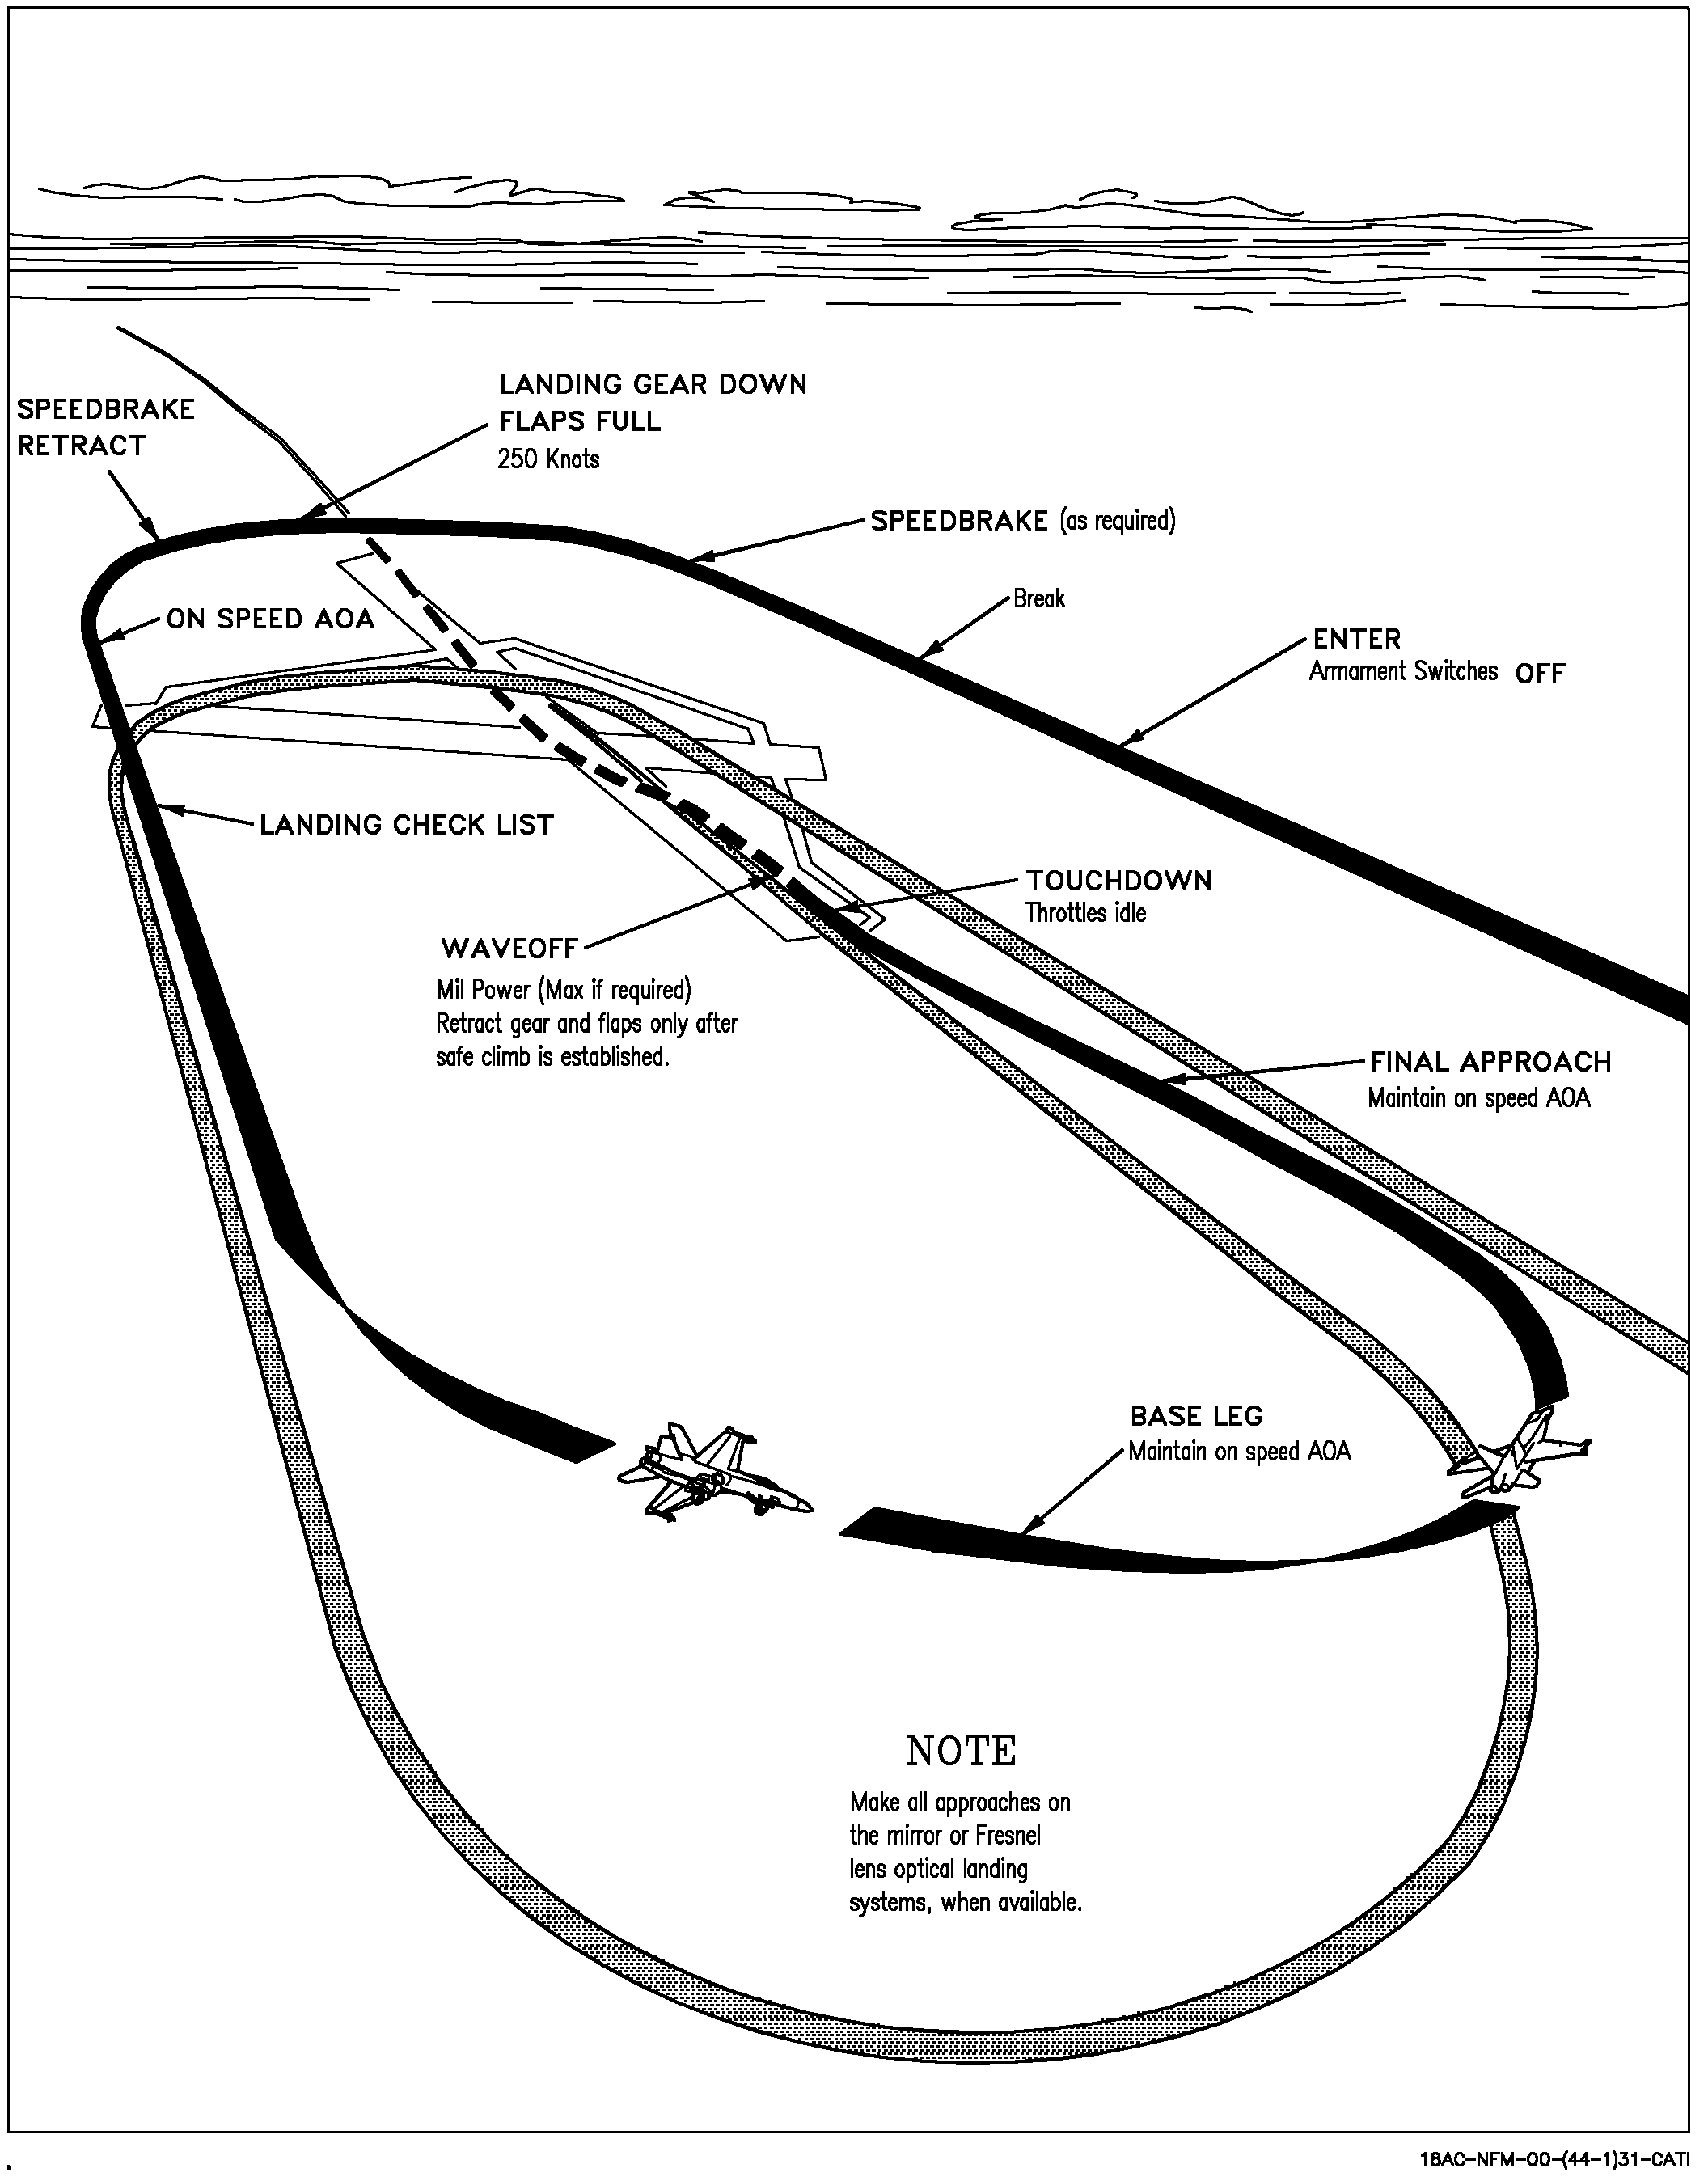 SPEEDBRAKE
RETRACT
LANDING GEAR DOWN
FLAPS FULL
250 Knots
SPEEDBRAKE (as required)
Break
ENTER
Armament Switches OFF
ON SPEED AOA
LANDING CHECK LIST
TOUCHDOWN
Throttles idle
WAVEOFF
Mil Power (Max if required)
Retract gear and flaps only after
safe climb is established.
FINAL APPROACH
Maintain on speed AOA
BASE LEG
Maintain on speed AOA
NOTE
Make all approaches on
the mirror or Fresnel
lens optical landing
systems, when available.
18AC-NFM-00-(44-1)31-CATI